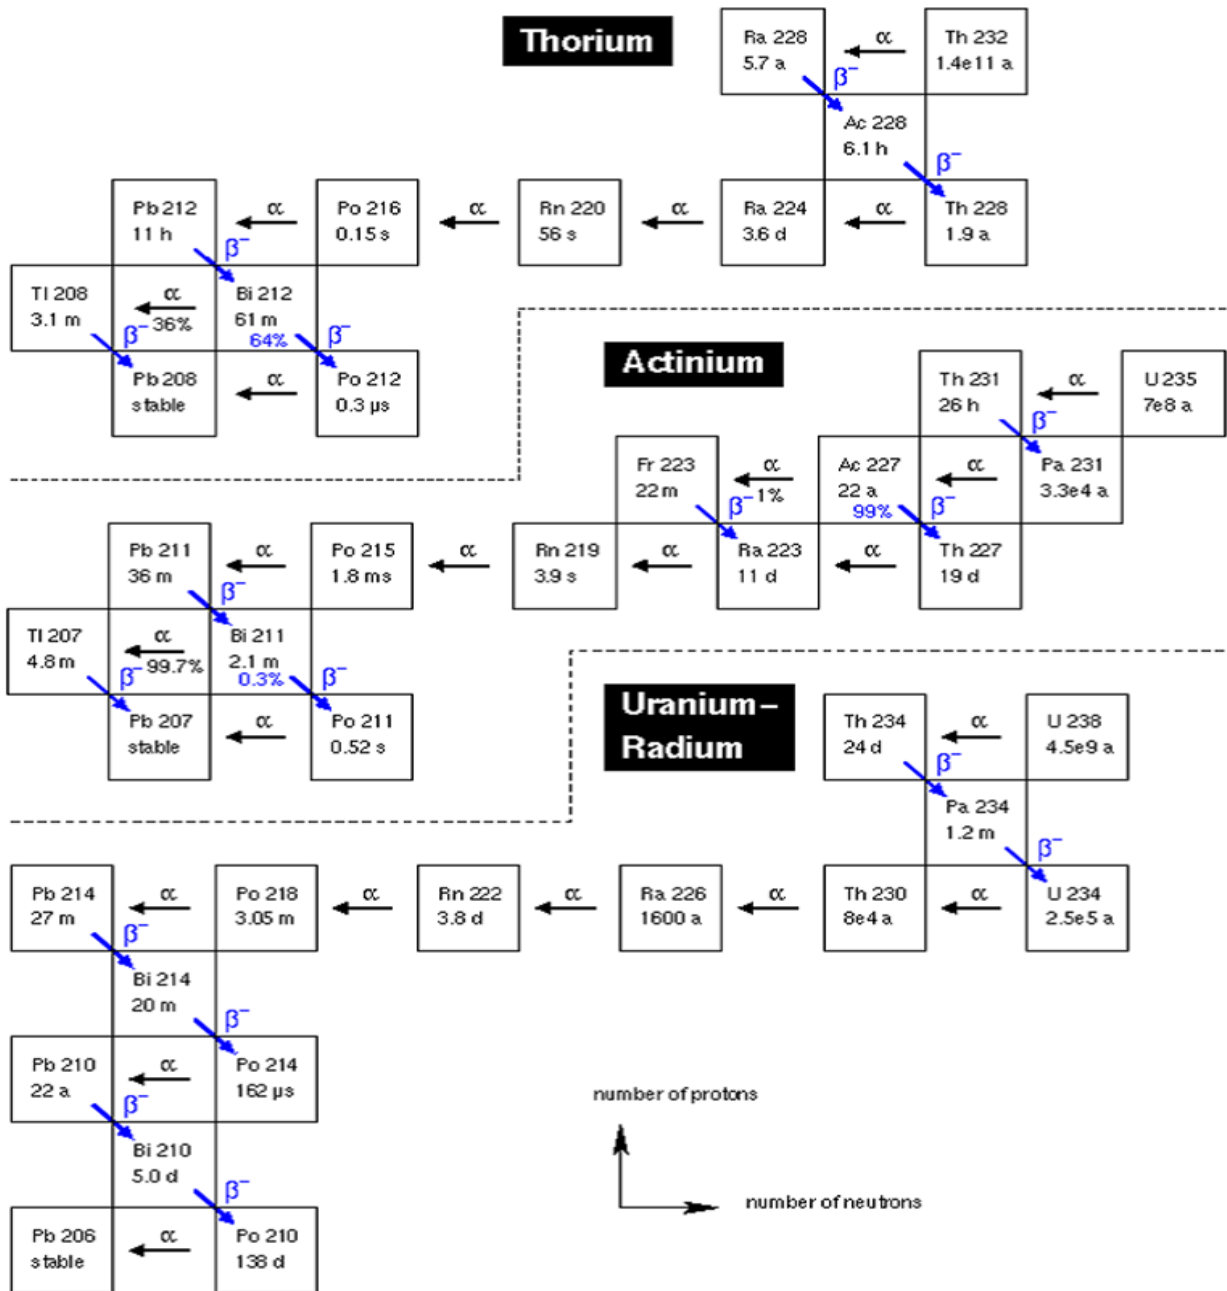 Thorium
Ra 228
5.7 a
α
Th 232
1.4e11 a
β⁻
Ac 228
6.1 h
β⁻
Pb 212
11 h
α
Po 216
0.15 s
α
Rn 220
56 s
α
Ra 224
3.6 d
α
Th 228
1.9 a
β⁻
Tl 208
3.1 m
α
36%
Bi 212
61 m
64%
β⁻
β⁻
Pb 208
stable
α
Po 212
0.3 µs
Actinium
Th 231
26 h
α
U 235
7e8 a
β⁻
Fr 223
22 m
α
1%
Ac 227
22 a
99%
α
Pa 231
3.3e4 a
β⁻
β⁻
Pb 211
36 m
α
Po 215
1.8 ms
α
Rn 219
3.9 s
α
Ra 223
11 d
α
Th 227
19 d
β⁻
Tl 207
4.8 m
α
99.7%
Bi 211
2.1 m
0.3%
β⁻
β⁻
Pb 207
stable
α
Po 211
0.52 s
Uranium–
Radium
Th 234
24 d
α
U 238
4.5e9 a
β⁻
Pa 234
1.2 m
β⁻
Pb 214
27 m
α
Po 218
3.05 m
α
Rn 222
3.8 d
α
Ra 226
1600 a
α
Th 230
8e4 a
α
U 234
2.5e5 a
β⁻
Bi 214
20 m
β⁻
Pb 210
22 a
α
Po 214
162 µs
β⁻
Bi 210
5.0 d
β⁻
Pb 206
stable
α
Po 210
138 d
number of protons
number of neutrons